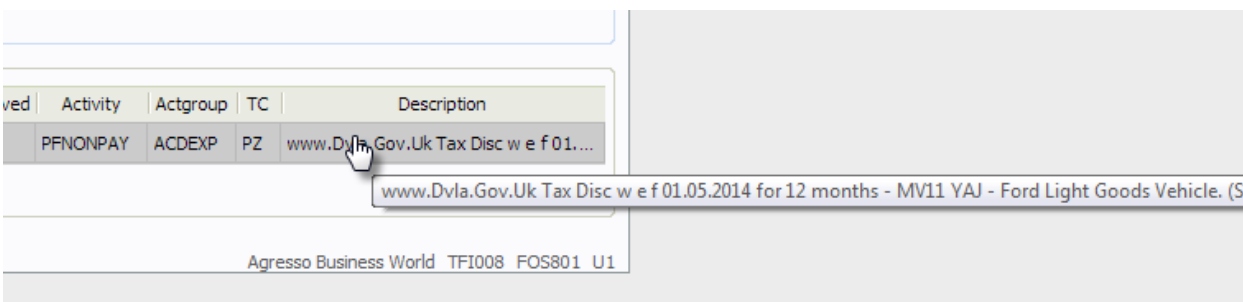 ved Activity Actgroup TC Description
PFNONPAY ACDEXP PZ www.Dvla.Gov.Uk Tax Disc w e f 01....
www.Dvla.Gov.Uk Tax Disc w e f 01.05.2014 for 12 months - MV11 YAJ - Ford Light Goods Vehicle. (S
Agresso Business World TFI008 FOS801 U1